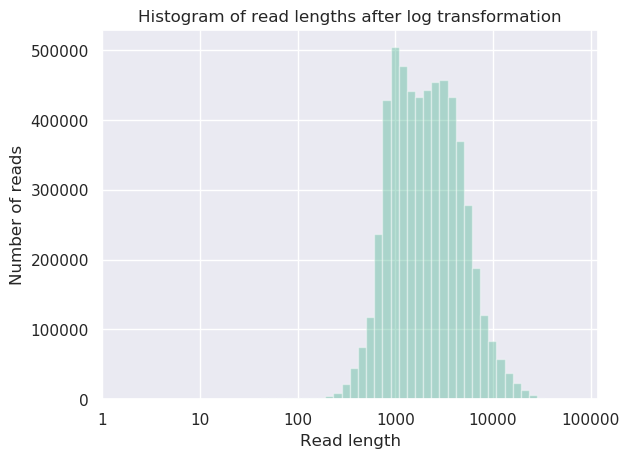 Histogram of read lengths after log transformation
500000
400000
300000
200000
100000
0
Number of reads
1 10 100 1000 10000 100000
Read length